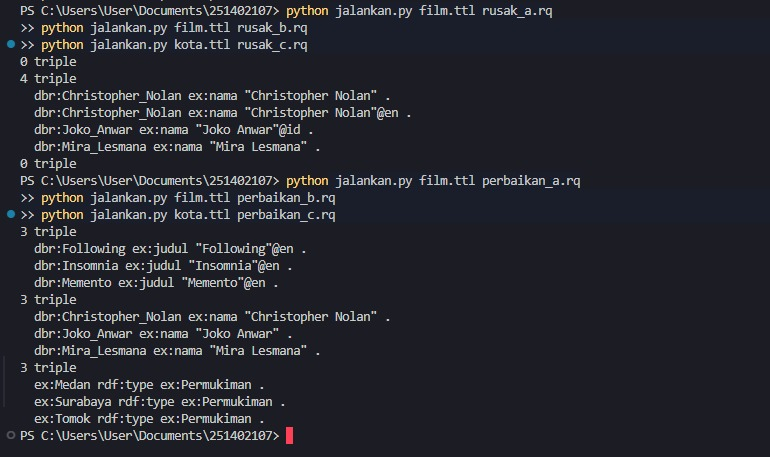 PS C:\Users\User\Documents\251402107> python jalankan.py film.ttl rusak_a.rq
>> python jalankan.py film.ttl rusak_b.rq
>> python jalankan.py kota.ttl rusak_c.rq
0 triple
4 triple
dbr:Christopher_Nolan ex:nama "Christopher Nolan" .
dbr:Christopher_Nolan ex:nama "Christopher Nolan"@en .
dbr:Joko_Anwar ex:nama "Joko Anwar"@id .
dbr:Mira_Lesmana ex:nama "Mira Lesmana" .
0 triple
PS C:\Users\User\Documents\251402107> python jalankan.py film.ttl perbaikan_a.rq
>> python jalankan.py film.ttl perbaikan_b.rq
>> python jalankan.py kota.ttl perbaikan_c.rq
3 triple
dbr:Following ex:judul "Following"@en .
dbr:Insomnia ex:judul "Insomnia"@en .
dbr:Memento ex:judul "Memento"@en .
3 triple
dbr:Christopher_Nolan ex:nama "Christopher Nolan" .
dbr:Joko_Anwar ex:nama "Joko Anwar" .
dbr:Mira_Lesmana ex:nama "Mira Lesmana" .
3 triple
ex:Medan rdf:type ex:Permukiman .
ex:Surabaya rdf:type ex:Permukiman .
ex:Tomok rdf:type ex:Permukiman .
PS C:\Users\User\Documents\251402107>